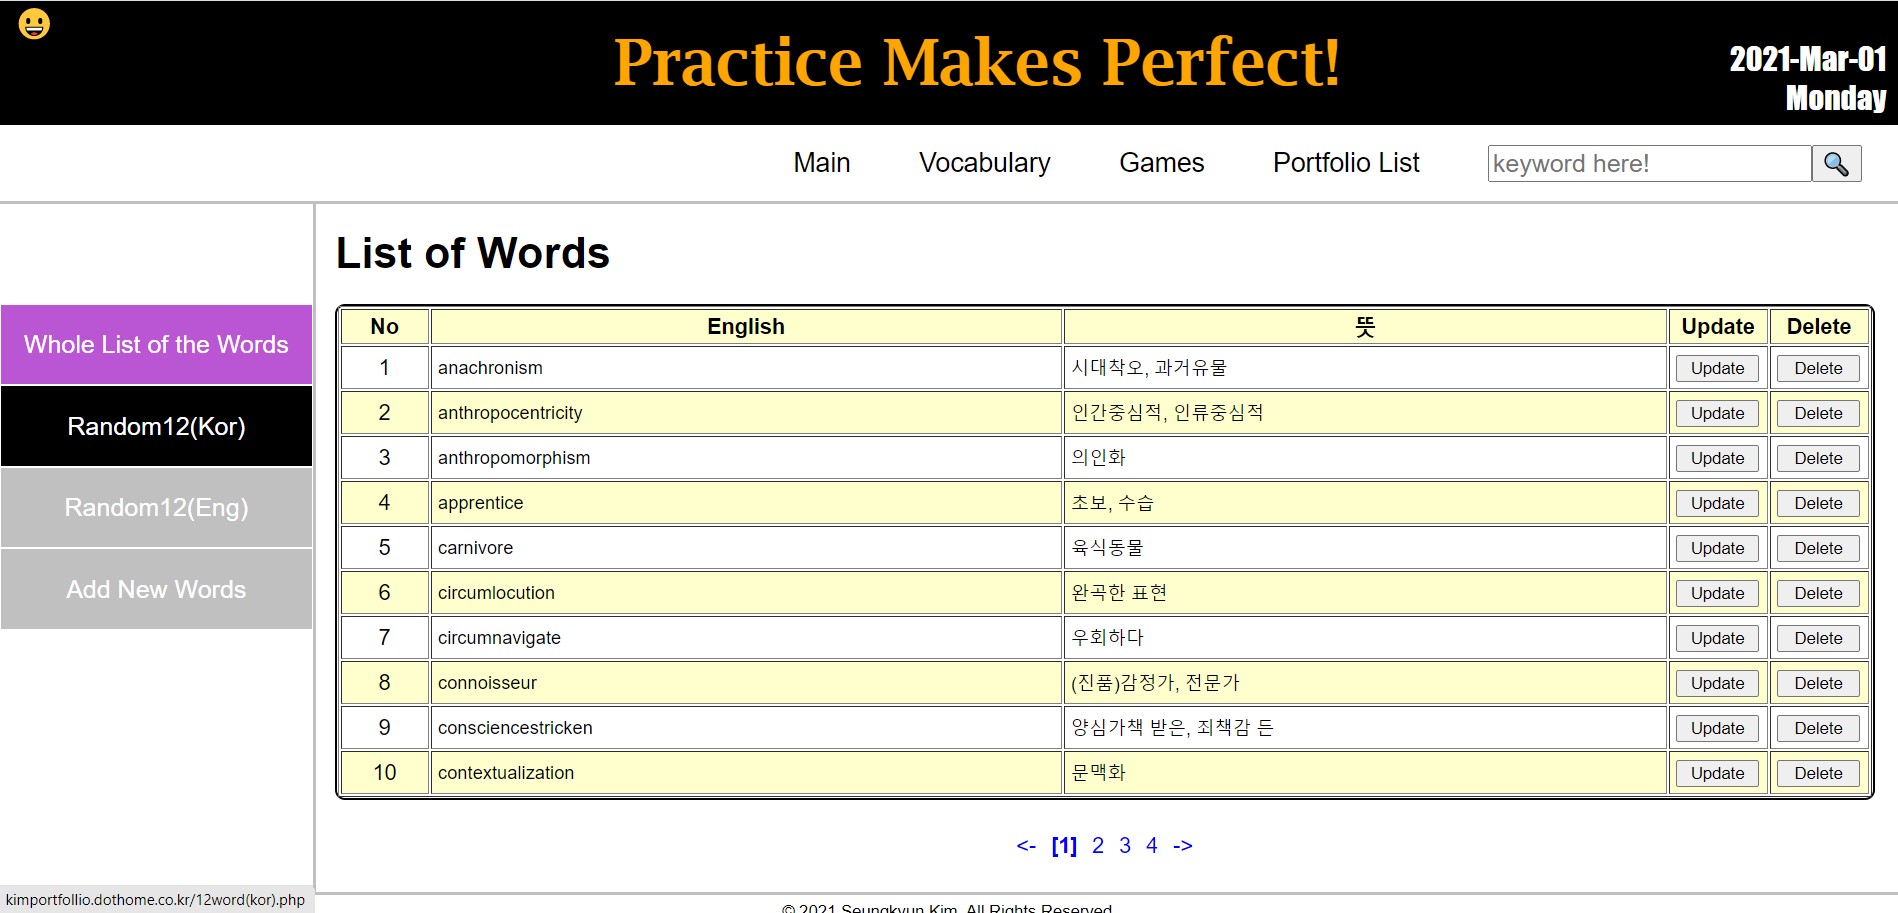 Practice Makes Perfect!
2021-Mar-01
Monday
Main Vocabulary Games Portfolio List keyword here!
List of Words
Whole List of the Words
Random12(Kor)
Random12(Eng)
Add New Words
No English 뜻 Update Delete
1 anachronism 시대착오, 과거유물 Update Delete
2 anthropocentricity 인간중심적, 인류중심적 Update Delete
3 anthropomorphism 의인화 Update Delete
4 apprentice 초보, 수습 Update Delete
5 carnivore 육식동물 Update Delete
6 circumlocution 완곡한 표현 Update Delete
7 circumnavigate 우회하다 Update Delete
8 connoisseur (진품)감정가, 전문가 Update Delete
9 consciencestricken 양심가책 받은, 죄책감 든 Update Delete
10 contextualization 문맥화 Update Delete
<- [1] 2 3 4 ->
kimportfollio.dothome.co.kr/12word(kor).php
© 2021 Seungkyun Kim. All Rights Reserved